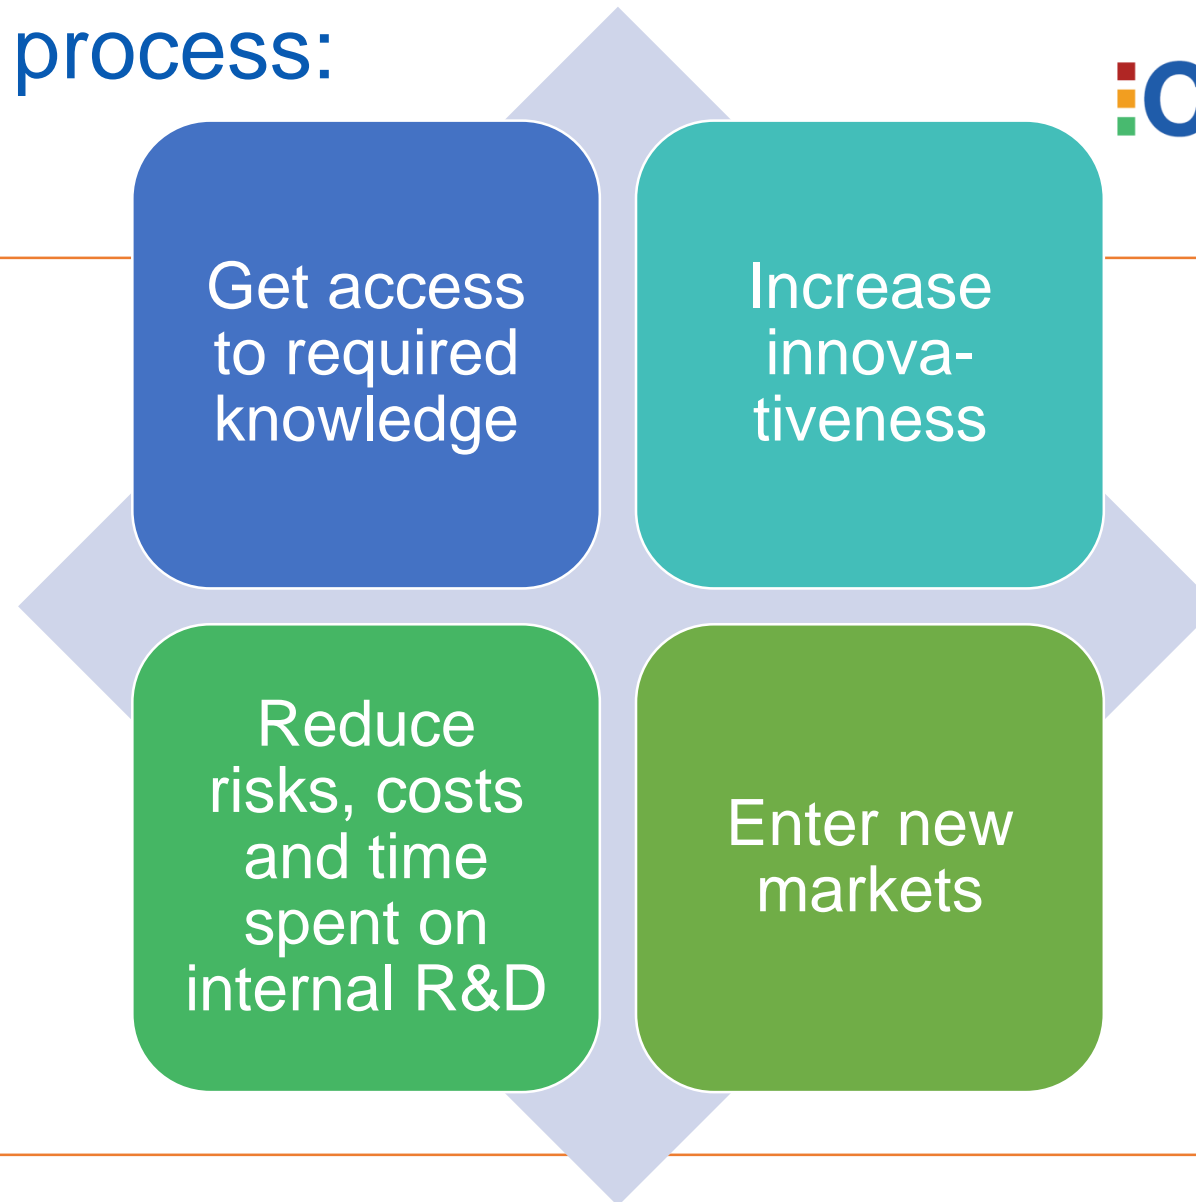 process:
Get access
to required
knowledge
Increase
innova-
tiveness
Reduce
risks, costs
and time
spent on
internal R&D
Enter new
markets